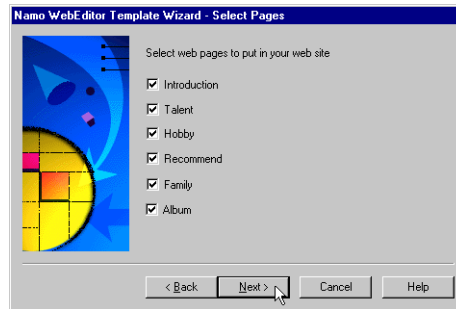 Namo WebEditor Template Wizard - Select Pages
Select web pages to put in your web site
Introduction
Talent
Hobby
Recommend
Family
Album
< Back Next > Cancel Help